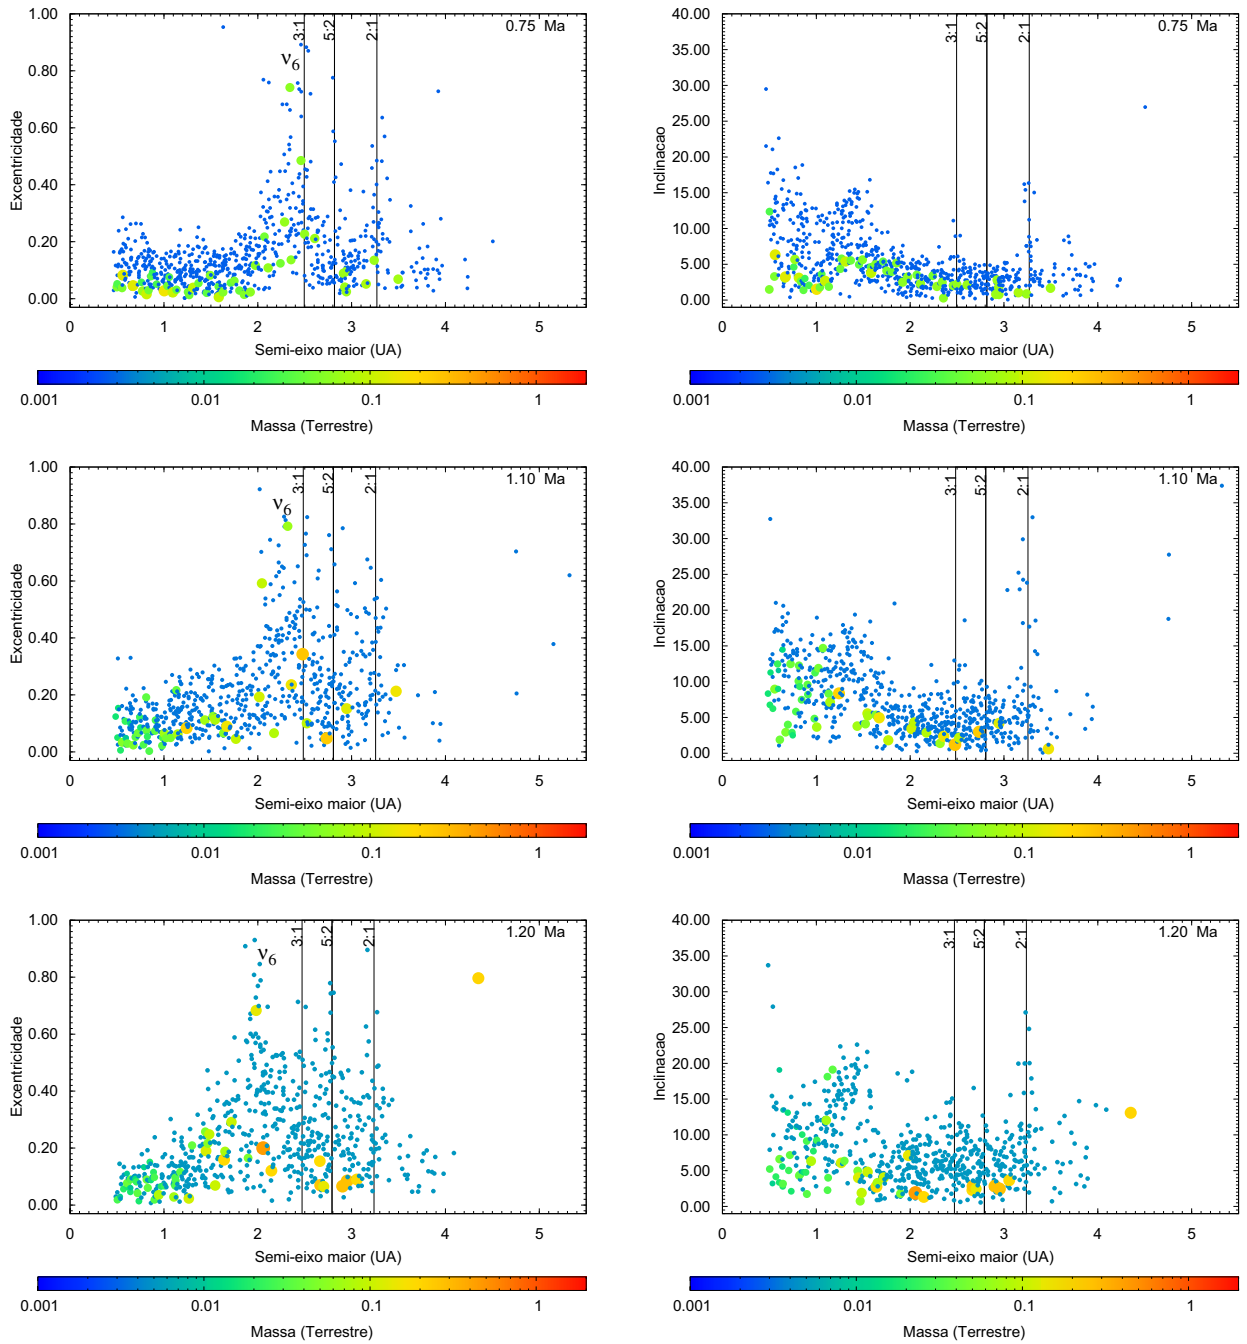 1.00
0.80
0.60
0.40
0.20
0.00
Excentricidade
ν6
3:1
5:2
2:1
0.75 Ma
0 1 2 3 4 5
Semi-eixo maior (UA)
0.001 0.01 0.1 1
Massa (Terrestre)
40.00
35.00
30.00
25.00
20.00
15.00
10.00
5.00
0.00
Inclinacao
3:1
5:2
2:1
0.75 Ma
0 1 2 3 4 5
Semi-eixo maior (UA)
0.001 0.01 0.1 1
Massa (Terrestre)
1.00
0.80
0.60
0.40
0.20
0.00
Excentricidade
ν6
3:1
5:2
2:1
1.10 Ma
0 1 2 3 4 5
Semi-eixo maior (UA)
0.001 0.01 0.1 1
Massa (Terrestre)
40.00
35.00
30.00
25.00
20.00
15.00
10.00
5.00
0.00
Inclinacao
3:1
5:2
2:1
1.10 Ma
0 1 2 3 4 5
Semi-eixo maior (UA)
0.001 0.01 0.1 1
Massa (Terrestre)
1.00
0.80
0.60
0.40
0.20
0.00
Excentricidade
ν6
3:1
5:2
2:1
1.20 Ma
0 1 2 3 4 5
Semi-eixo maior (UA)
0.001 0.01 0.1 1
Massa (Terrestre)
40.00
35.00
30.00
25.00
20.00
15.00
10.00
5.00
0.00
Inclinacao
3:1
5:2
2:1
1.20 Ma
0 1 2 3 4 5
Semi-eixo maior (UA)
0.001 0.01 0.1 1
Massa (Terrestre)